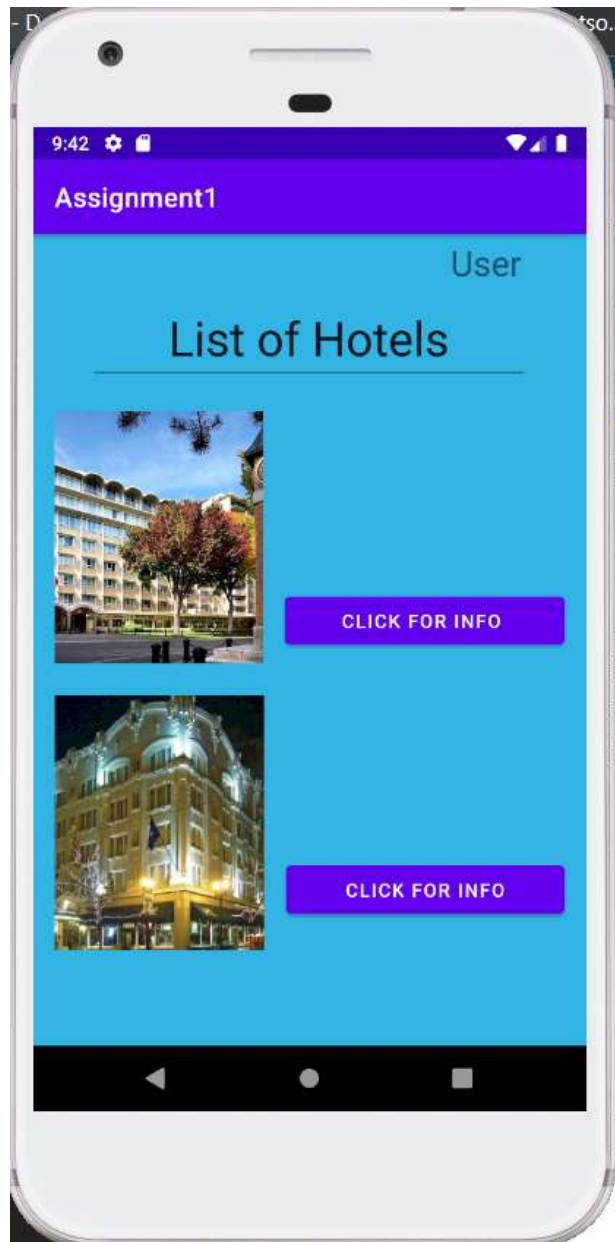 9:42
Assignment1
User
List of Hotels
CLICK FOR INFO
CLICK FOR INFO